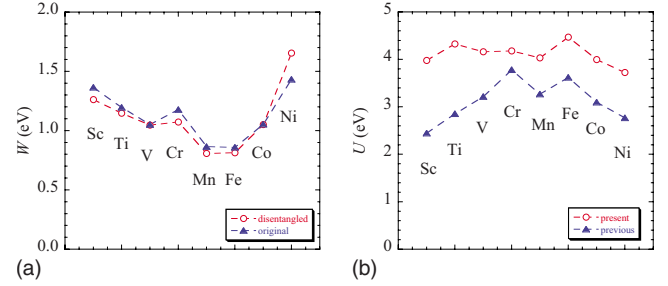 2.0
1.5
1.0
0.5
0.0
W (eV)
Sc
Ti
V
Cr
Mn
Fe
Co
Ni
disentangled
original
(a)
5
4
3
2
1
0
U (eV)
Sc
Ti
V
Cr
Mn
Fe
Co
Ni
present
previous
(b)